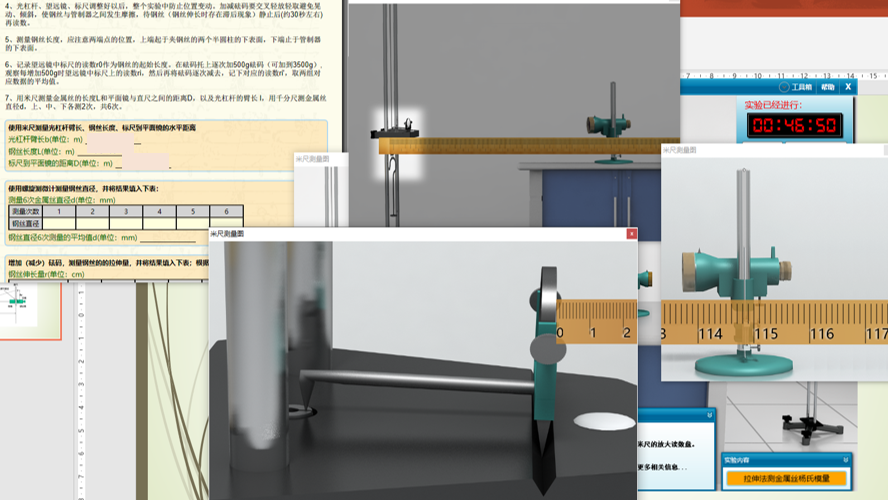 4、光杠杆、望远镜、标尺调整好以后，整个实验中防止位置变动。加减砝码要交叉轻放轻取避免晃
动、倾斜，使钢丝与管制器之间发生摩擦，待钢丝（钢丝伸长时存在滞后现象）静止后(约30秒左右)
再读数。
5、测量钢丝长度，应注意两端点的位置，上端起于夹钢丝的两个半圆柱的下表面，下端止于管制器
的下表面。
6、记录望远镜中标尺的读数r0作为钢丝的起始长度。在砝码托上逐次加500g砝码（可加到3500g），
观察每增加500g时望远镜中标尺上的读数ri，然后再将砝码逐次减去，记下对应的读数ri'，取两组对
应数据的平均值。
7、用米尺测量金属丝的长度L和平面镜与直尺之间的距离D，以及光杠杆的臂长 l，用千分尺测金属丝
直径d，上、中、下各测2次，共6次。
使用米尺测量光杠杆臂长，钢丝长度，标尺到平面镜的水平距离
光杠杆臂长b(单位：m)
钢丝长度L(单位：m)
标尺到平面镜的距离D(单位：m)
使用螺旋测微计测量钢丝直径，并将结果填入下表：
测量6次金属丝直径d(单位：mm)
测量次数 1 2 3 4 5 6
钢丝直径
钢丝直径6次测量的平均值d(单位：mm)
增加（减少）砝码，测量钢丝的的拉伸量，并将结果填入下表：根据
钢丝伸长量r(单位：cm)
米尺测量图
米尺测量图
0 1 2
工具箱 帮助 X
实验已经进行：
00:46:50
米尺测量图
114 115 116 117
米尺的放大读数盘。
更多相关信息...
实验内容
拉伸法测金属丝杨氏模量